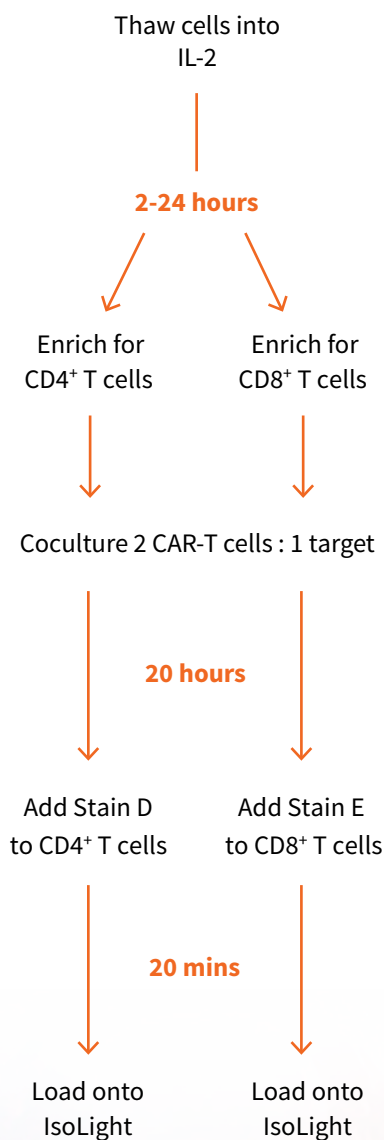 Thaw cells into
IL-2
2-24 hours
Enrich for
CD4⁺ T cells
Enrich for
CD8⁺ T cells
Coculture 2 CAR-T cells : 1 target
20 hours
Add Stain D
to CD4⁺ T cells
Add Stain E
to CD8⁺ T cells
20 mins
Load onto
IsoLight
Load onto
IsoLight